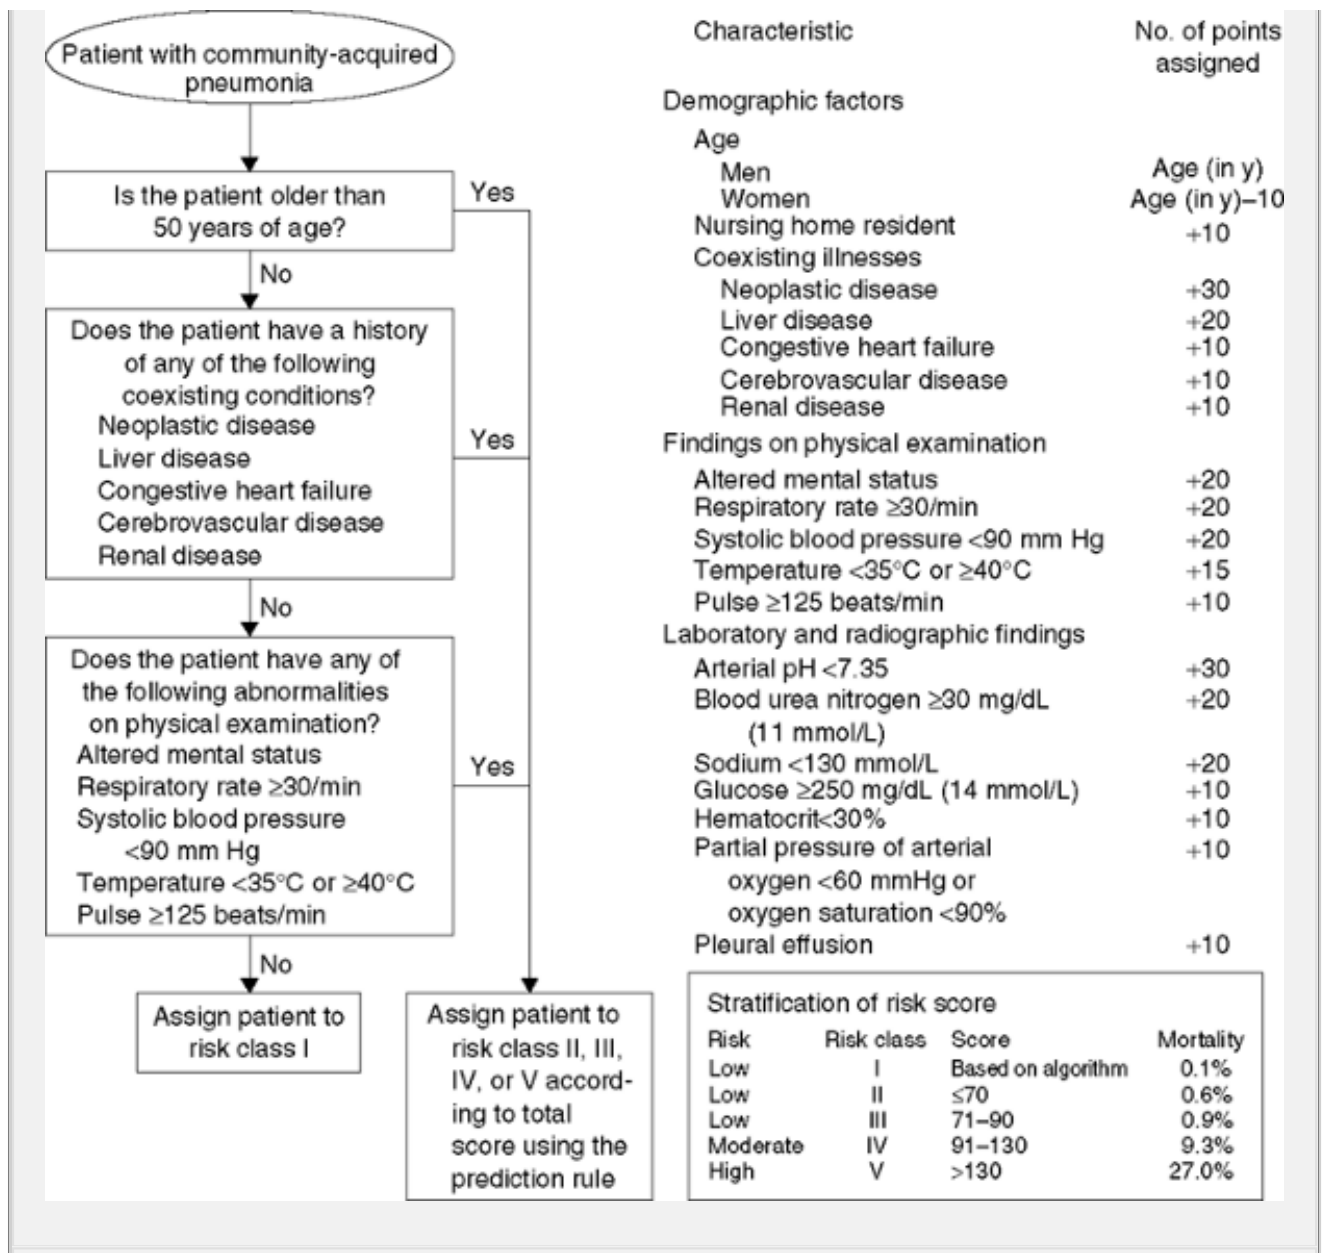 Patient with community-acquired
pneumonia
Is the patient older than
50 years of age?
Yes
No
Does the patient have a history
of any of the following
coexisting conditions?
Neoplastic disease
Liver disease
Congestive heart failure
Cerebrovascular disease
Renal disease
Yes
No
Does the patient have any of
the following abnormalities
on physical examination?
Altered mental status
Respiratory rate ≥30/min
Systolic blood pressure
<90 mm Hg
Temperature <35°C or ≥40°C
Pulse ≥125 beats/min
Yes
No
Assign patient to
risk class I
Assign patient to
risk class II, III,
IV, or V accord-
ing to total
score using the
prediction rule
Characteristic No. of points
assigned
Demographic factors
Age
Men Age (in y)
Women Age (in y)–10
Nursing home resident +10
Coexisting illnesses
Neoplastic disease +30
Liver disease +20
Congestive heart failure +10
Cerebrovascular disease +10
Renal disease +10
Findings on physical examination
Altered mental status +20
Respiratory rate ≥30/min +20
Systolic blood pressure <90 mm Hg +20
Temperature <35°C or ≥40°C +15
Pulse ≥125 beats/min +10
Laboratory and radiographic findings
Arterial pH <7.35 +30
Blood urea nitrogen ≥30 mg/dL +20
(11 mmol/L)
Sodium <130 mmol/L +20
Glucose ≥250 mg/dL (14 mmol/L) +10
Hematocrit<30% +10
Partial pressure of arterial +10
oxygen <60 mmHg or
oxygen saturation <90%
Pleural effusion +10
Stratification of risk score
Risk Risk class Score Mortality
Low I Based on algorithm 0.1%
Low II ≤70 0.6%
Low III 71–90 0.9%
Moderate IV 91–130 9.3%
High V >130 27.0%